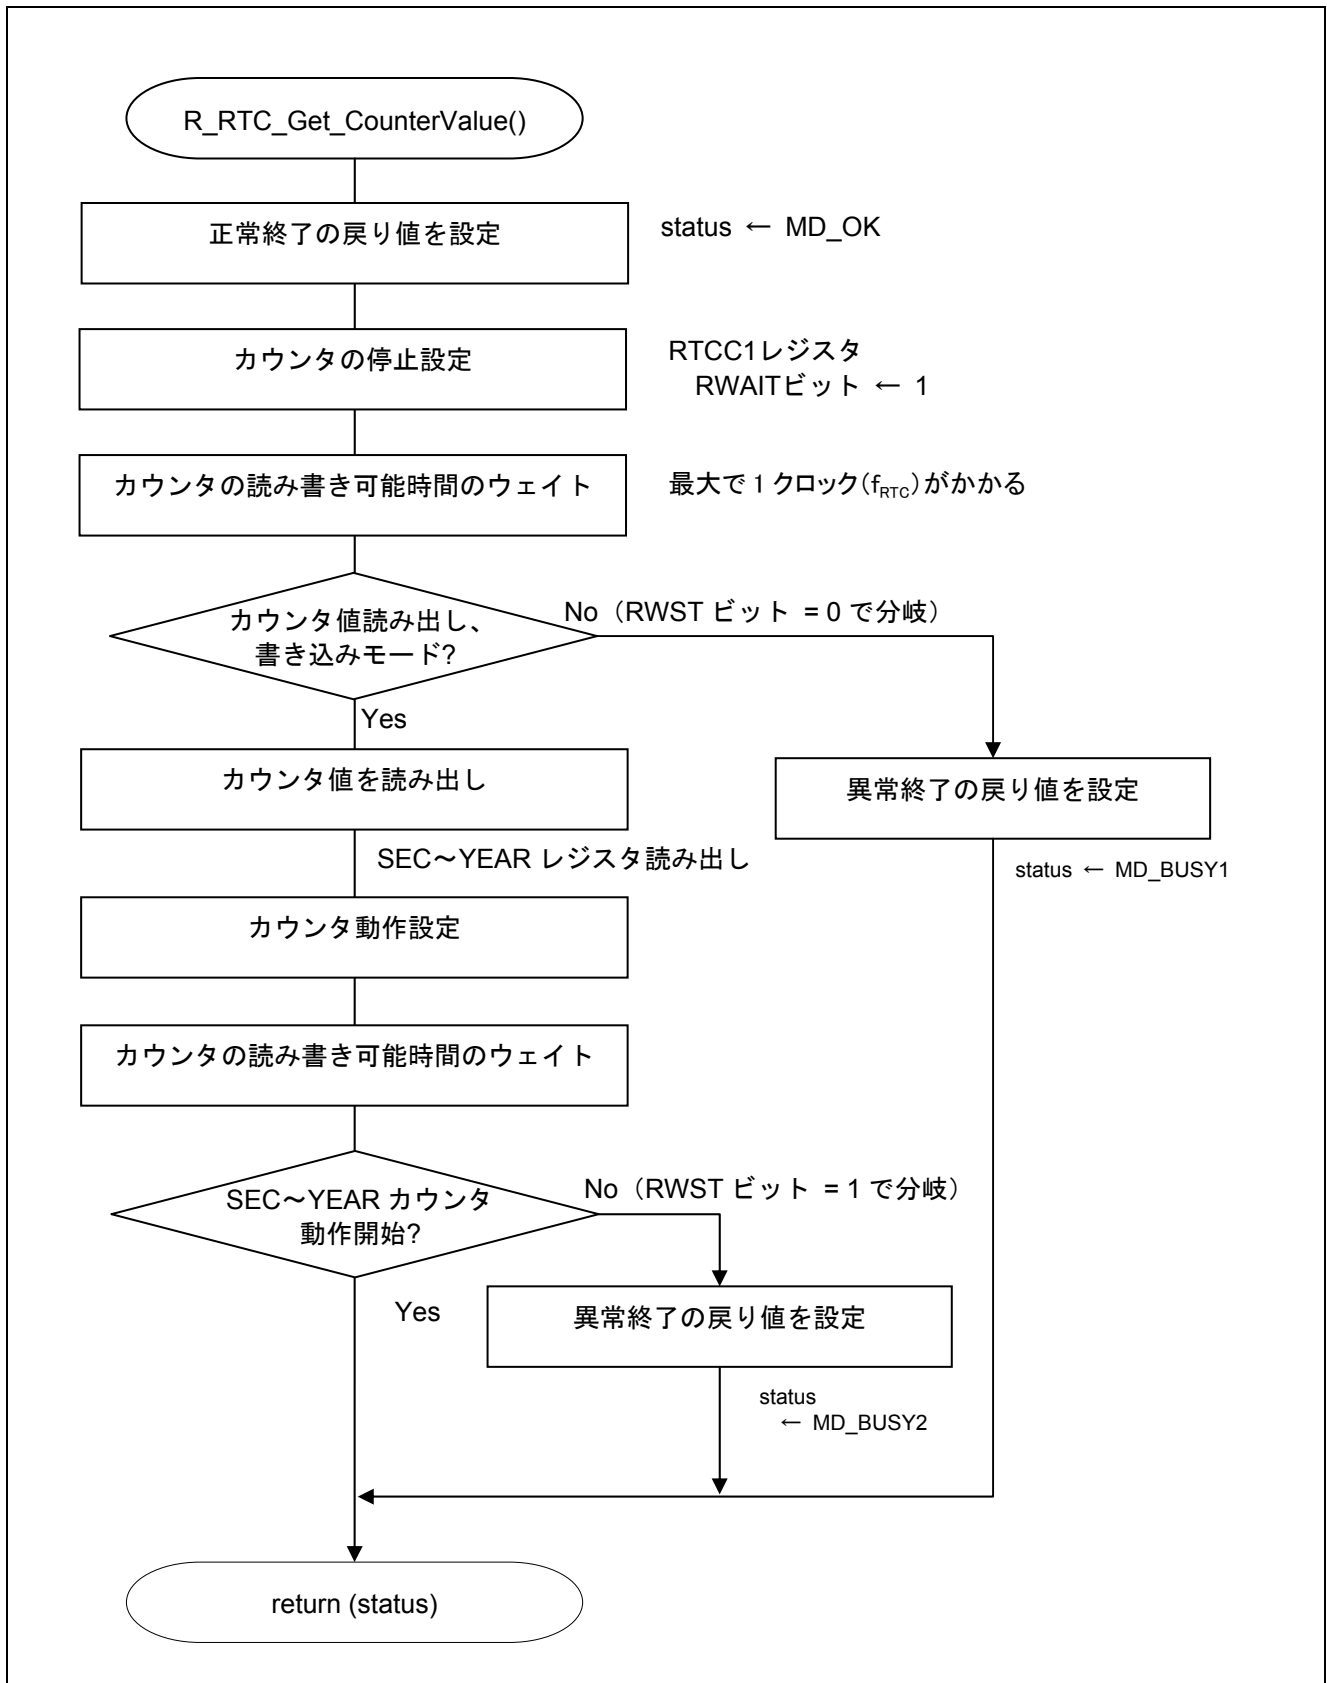 R_RTC_Get_CounterValue()
正常終了の戻り値を設定
status ← MD_OK
カウンタの停止設定
RTCC1レジスタ
RWAITビット ← 1
カウンタの読み書き可能時間のウェイト
最大で1クロック(fRTC)がかかる
カウンタ値読み出し、
書き込みモード?
No（RWST ビット = 0 で分岐）
Yes
カウンタ値を読み出し
異常終了の戻り値を設定
SEC～YEAR レジスタ読み出し
status ← MD_BUSY1
カウンタ動作設定
カウンタの読み書き可能時間のウェイト
SEC～YEAR カウンタ
動作開始?
No（RWST ビット = 1 で分岐）
Yes
異常終了の戻り値を設定
status
← MD_BUSY2
return (status)